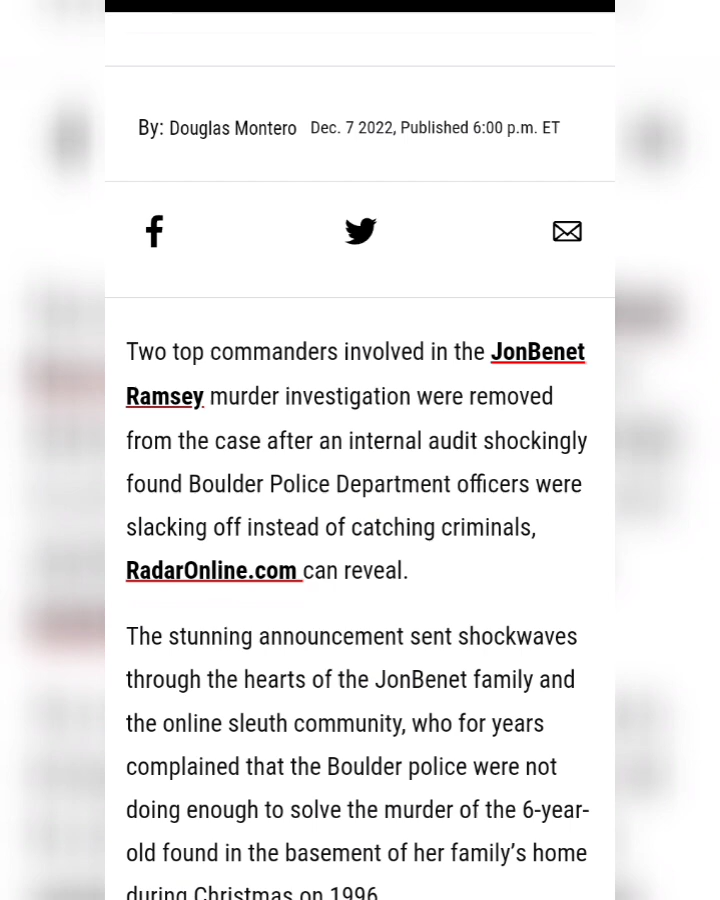 By: Douglas Montero Dec. 7 2022, Published 6:00 p.m. ET
Two top commanders involved in the JonBenet
Ramsey murder investigation were removed
from the case after an internal audit shockingly
found Boulder Police Department officers were
slacking off instead of catching criminals,
RadarOnline.com can reveal.
The stunning announcement sent shockwaves
through the hearts of the JonBenet family and
the online sleuth community, who for years
complained that the Boulder police were not
doing enough to solve the murder of the 6-year-
old found in the basement of her family’s home
during Christmas on 1996